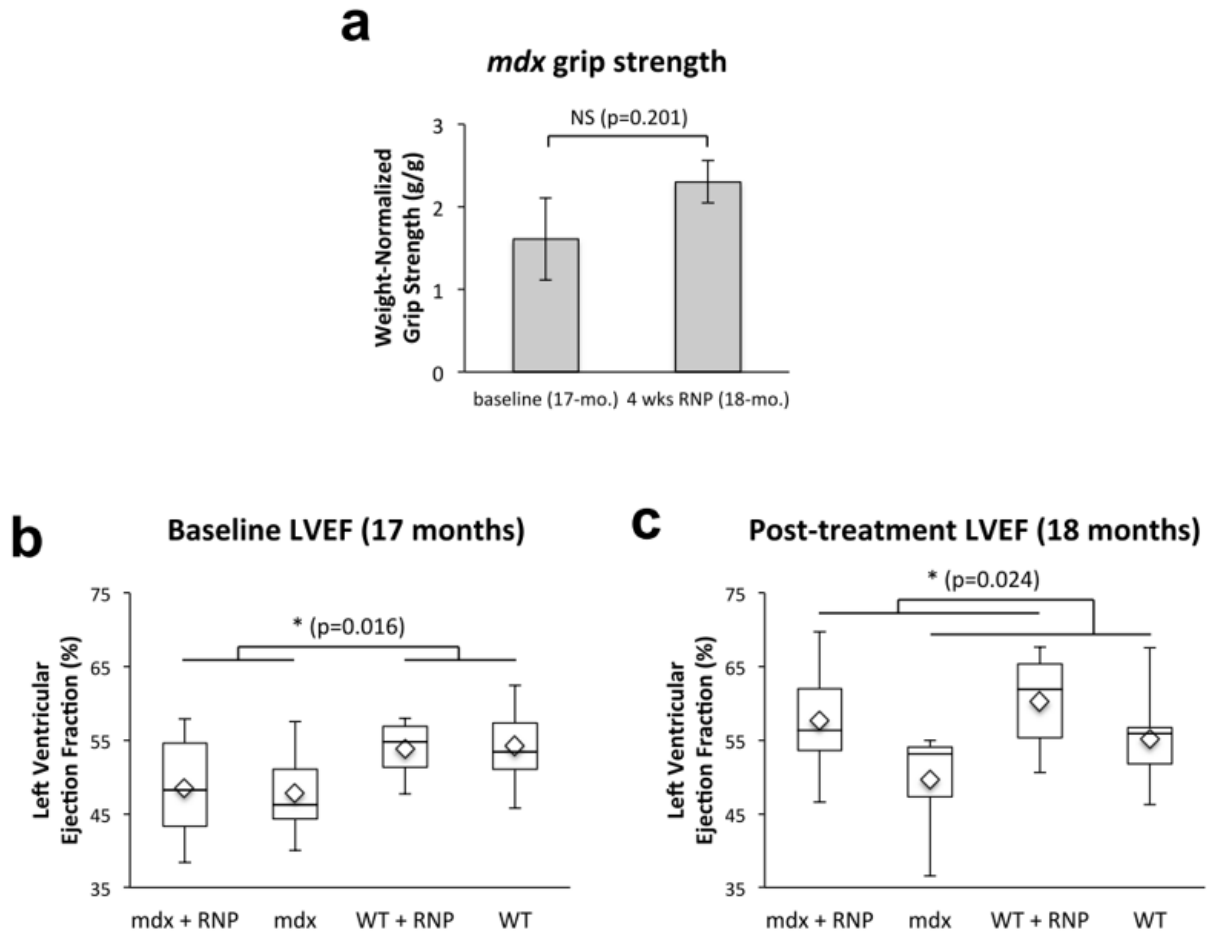 a
mdx grip strength
NS (p=0.201)
Weight-Normalized
Grip Strength (g/g)
3
2
1
0
baseline (17-mo.) 4 wks RNP (18-mo.)
b
Baseline LVEF (17 months)
* (p=0.016)
Left Ventricular
Ejection Fraction (%)
75
65
55
45
35
mdx + RNP mdx WT + RNP WT
c
Post-treatment LVEF (18 months)
* (p=0.024)
Left Ventricular
Ejection Fraction (%)
75
65
55
45
35
mdx + RNP mdx WT + RNP WT